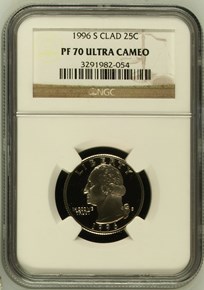 1996 S CLAD 25C
PF 70 ULTRA CAMEO
3291982-054
NGC
LIBERTY